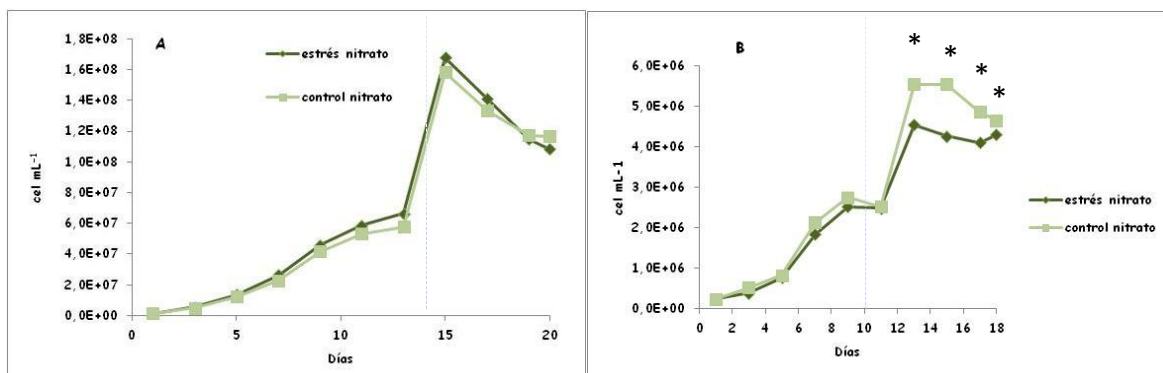 A
estrés nitrato
control nitrato
cel mL⁻¹
1,8E+08
1,6E+08
1,4E+08
1,2E+08
1,0E+08
8,0E+07
6,0E+07
4,0E+07
2,0E+07
0,0E+00
0 5 10 15 20
Días
B
* * * *
cel mL-1
6,0E+06
5,0E+06
4,0E+06
3,0E+06
2,0E+06
1,0E+06
0,0E+00
estrés nitrato
control nitrato
0 2 4 6 8 10 12 14 16 18
Días